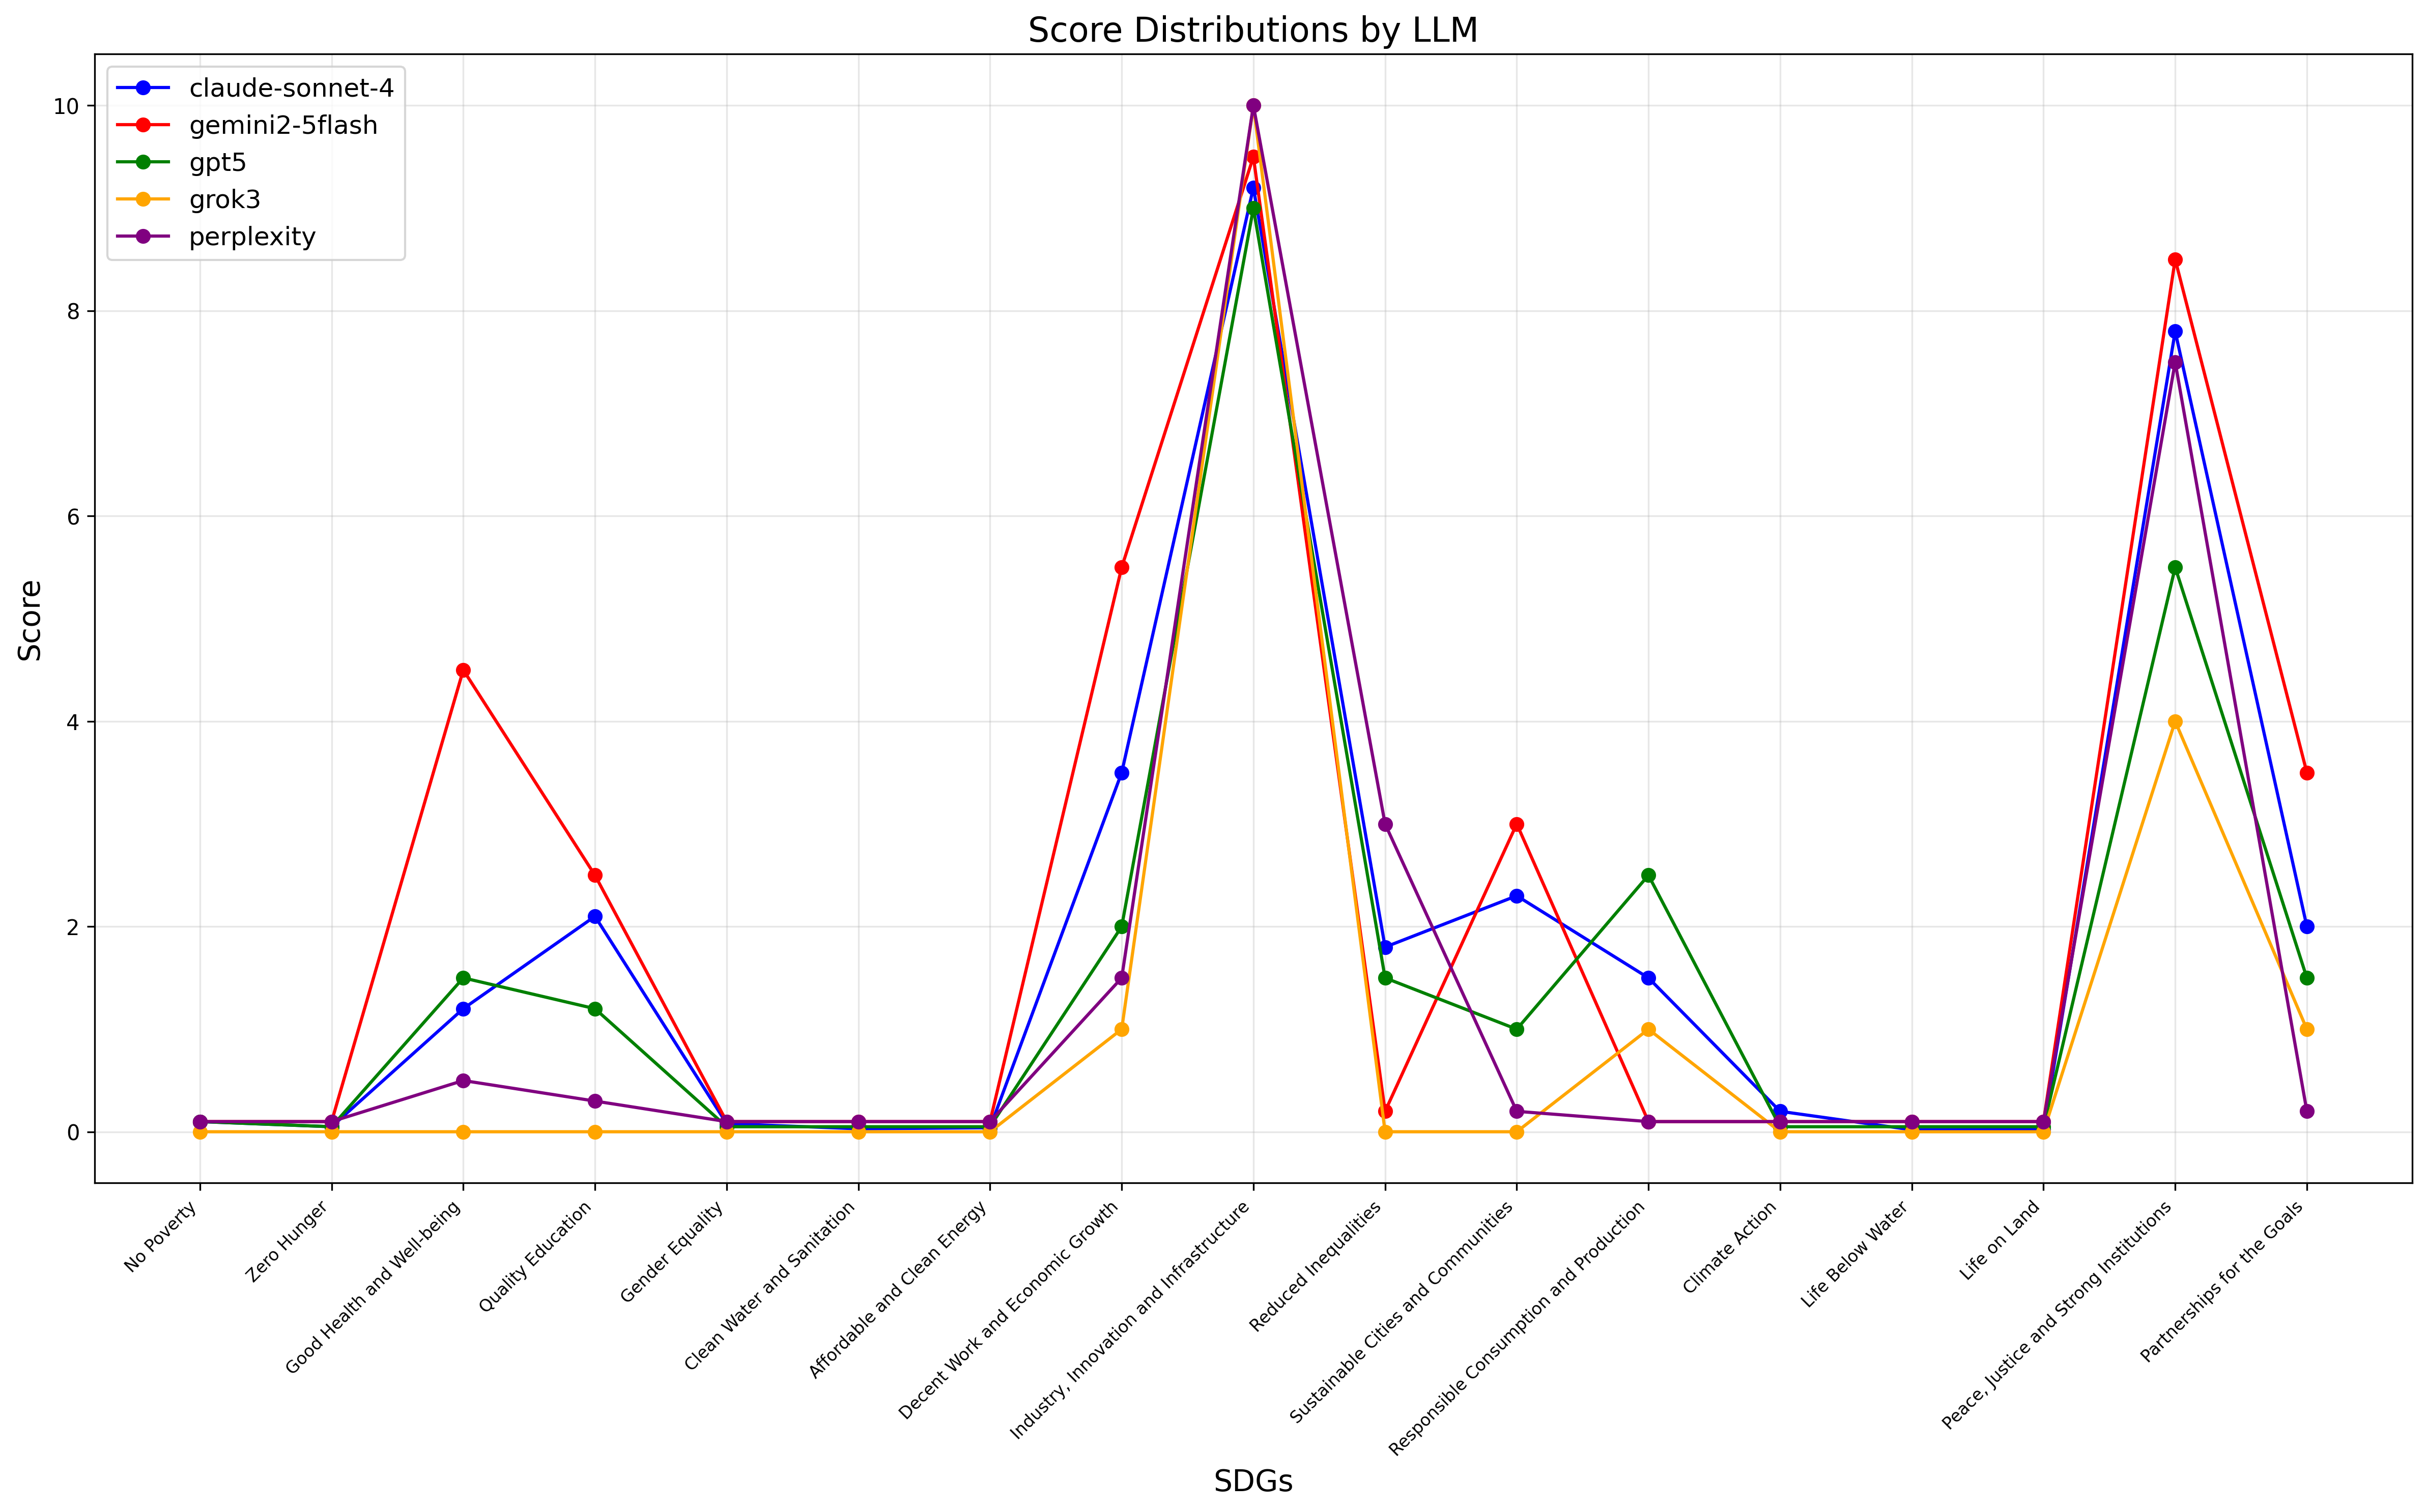 Score Distributions by LLM
claude-sonnet-4
gemini2-5flash
gpt5
grok3
perplexity
Score
10
8
6
4
2
0
No Poverty
Zero Hunger
Good Health and Well-being
Quality Education
Gender Equality
Clean Water and Sanitation
Affordable and Clean Energy
Decent Work and Economic Growth
Industry, Innovation and Infrastructure
Reduced Inequalities
Sustainable Cities and Communities
Responsible Consumption and Production
Climate Action
Life Below Water
Life on Land
Peace, Justice and Strong Institutions
Partnerships for the Goals
SDGs